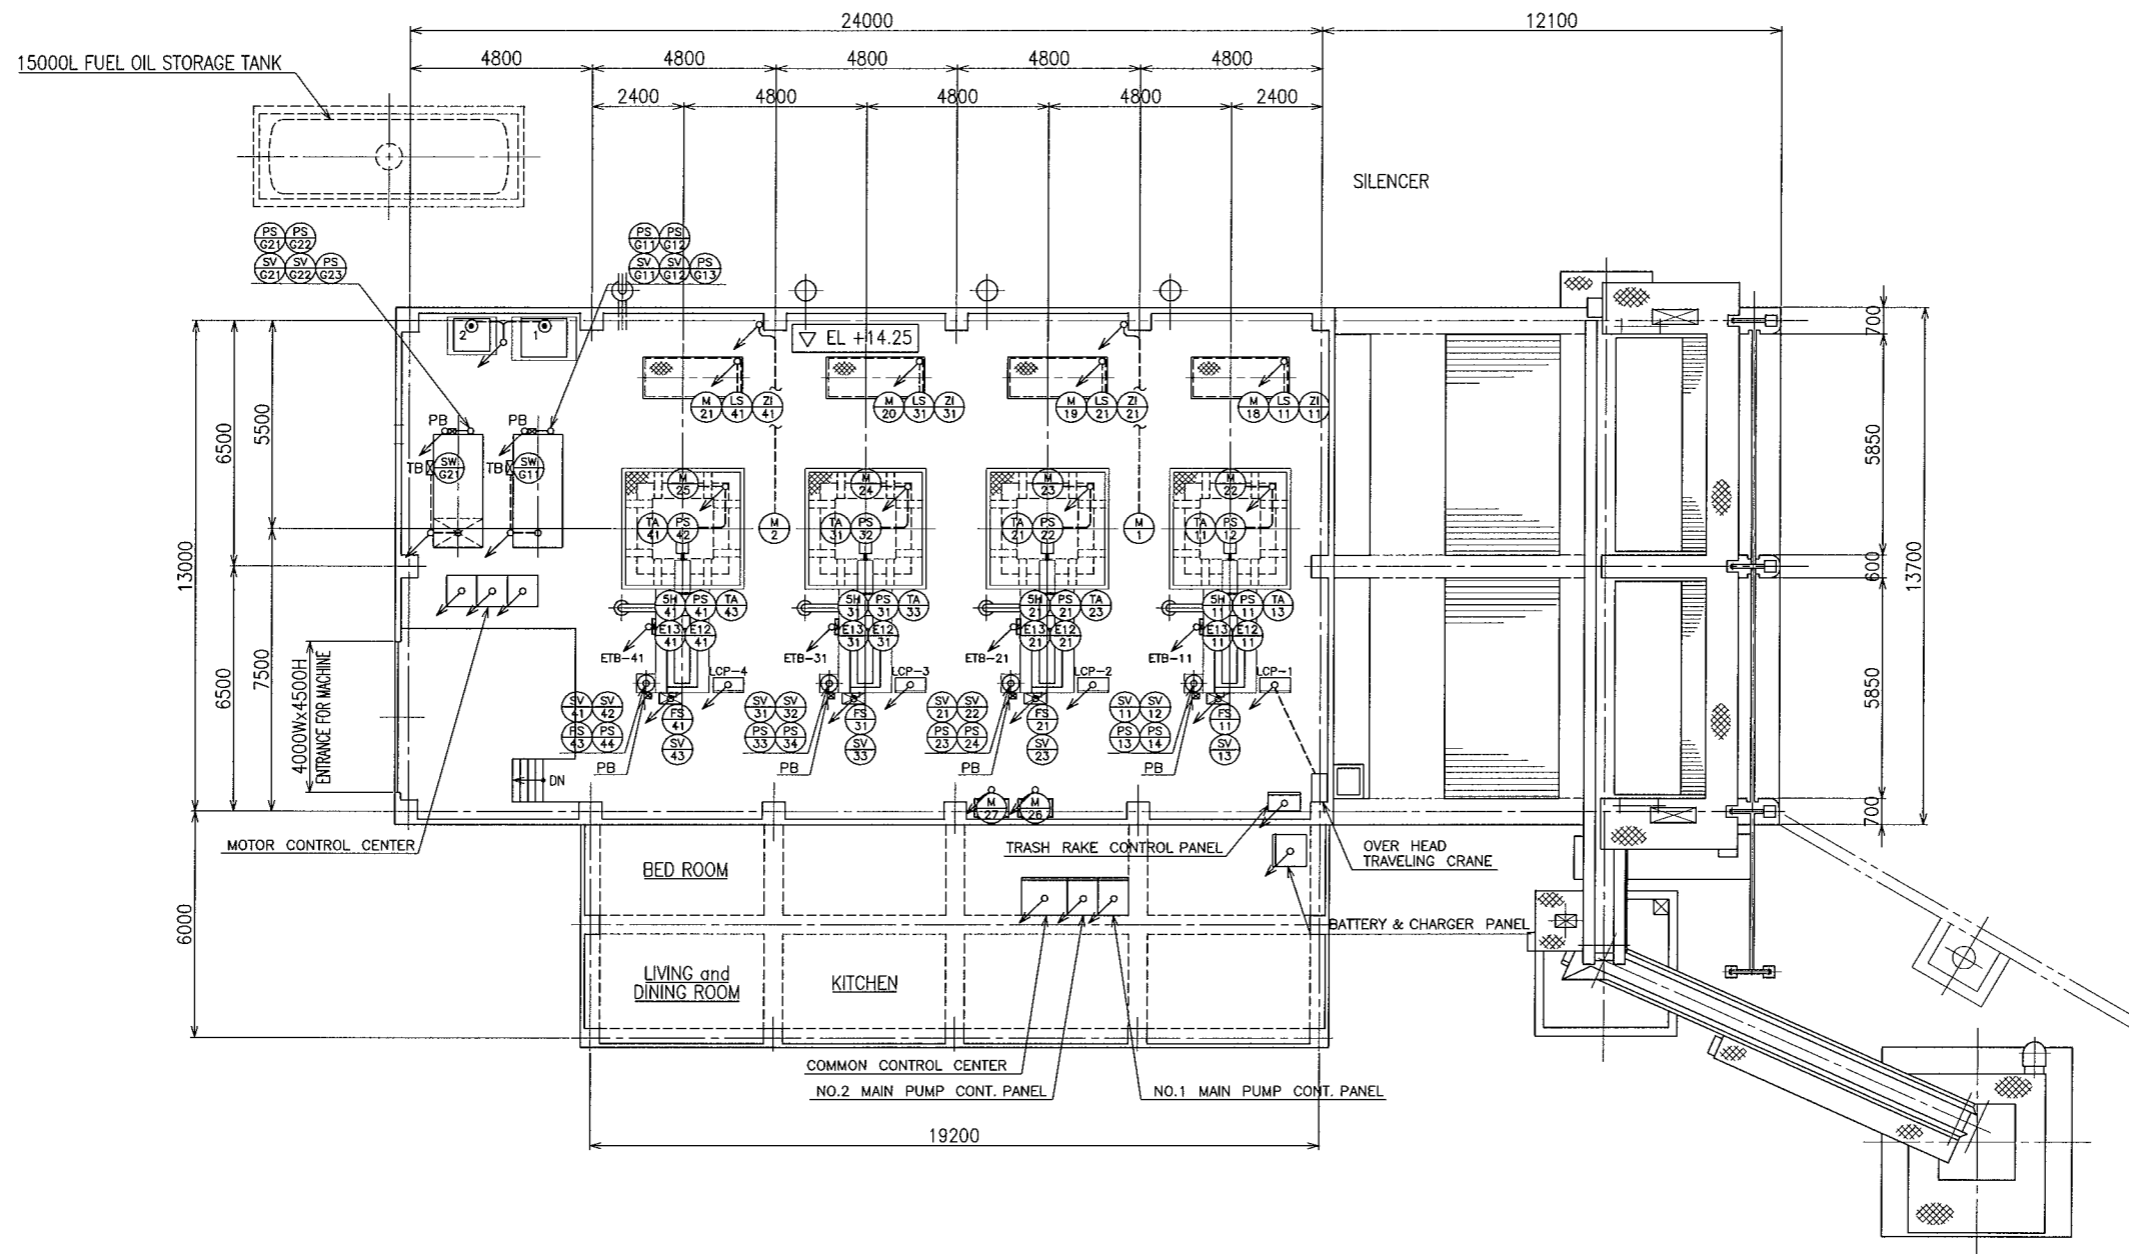 24000
12100
15000L FUEL OIL STORAGE TANK
4800
4800
4800
4800
4800
2400
4800
4800
4800
2400
SILENCER
PS G21
PS G22
SV G21
SV G22
PS G23
PS G11
PS G12
SV G11
SV G12
PS G13
2
1
EL +14.25
M 21
LS 41
ZI 41
M 20
LS 31
ZI 31
M 19
LS 21
ZI 21
M 18
LS 11
ZI 11
PB
PB
TB
SW G21
TB
SW G11
M 25
M 24
M 23
M 22
TA 41
PS 42
M 2
TA 31
PS 32
TA 21
PS 22
M 1
TA 11
PS 12
SH 41
PS 41
TA 43
SH 31
PS 31
TA 33
SH 21
PS 21
TA 23
SH 11
PS 11
TA 13
E13 41
E12 41
E13 31
E12 31
E13 21
E12 21
E13 11
E12 11
ETB-41
ETB-31
ETB-21
ETB-11
LCP-4
LCP-3
LCP-2
LCP-1
SV 41
SV 42
SV 31
SV 32
SV 21
SV 22
SV 11
SV 12
FS 41
FS 31
FS 21
FS 11
PS 43
PS 44
PS 33
PS 34
PS 23
PS 24
PS 13
PS 14
SV 43
SV 33
SV 23
SV 13
PB
PB
PB
PB
DN
M 27
M 26
13000
6500
5500
6500
7500
4000Wx4500H
ENTRANCE FOR MACHINE
6000
700
5850
600
13700
5850
700
MOTOR CONTROL CENTER
TRASH RAKE CONTROL PANEL
OVER HEAD
TRAVELING CRANE
BED ROOM
BATTERY & CHARGER PANEL
LIVING and
DINING ROOM
KITCHEN
COMMON CONTROL CENTER
NO.2 MAIN PUMP CONT. PANEL
NO.1 MAIN PUMP CONT. PANEL
19200